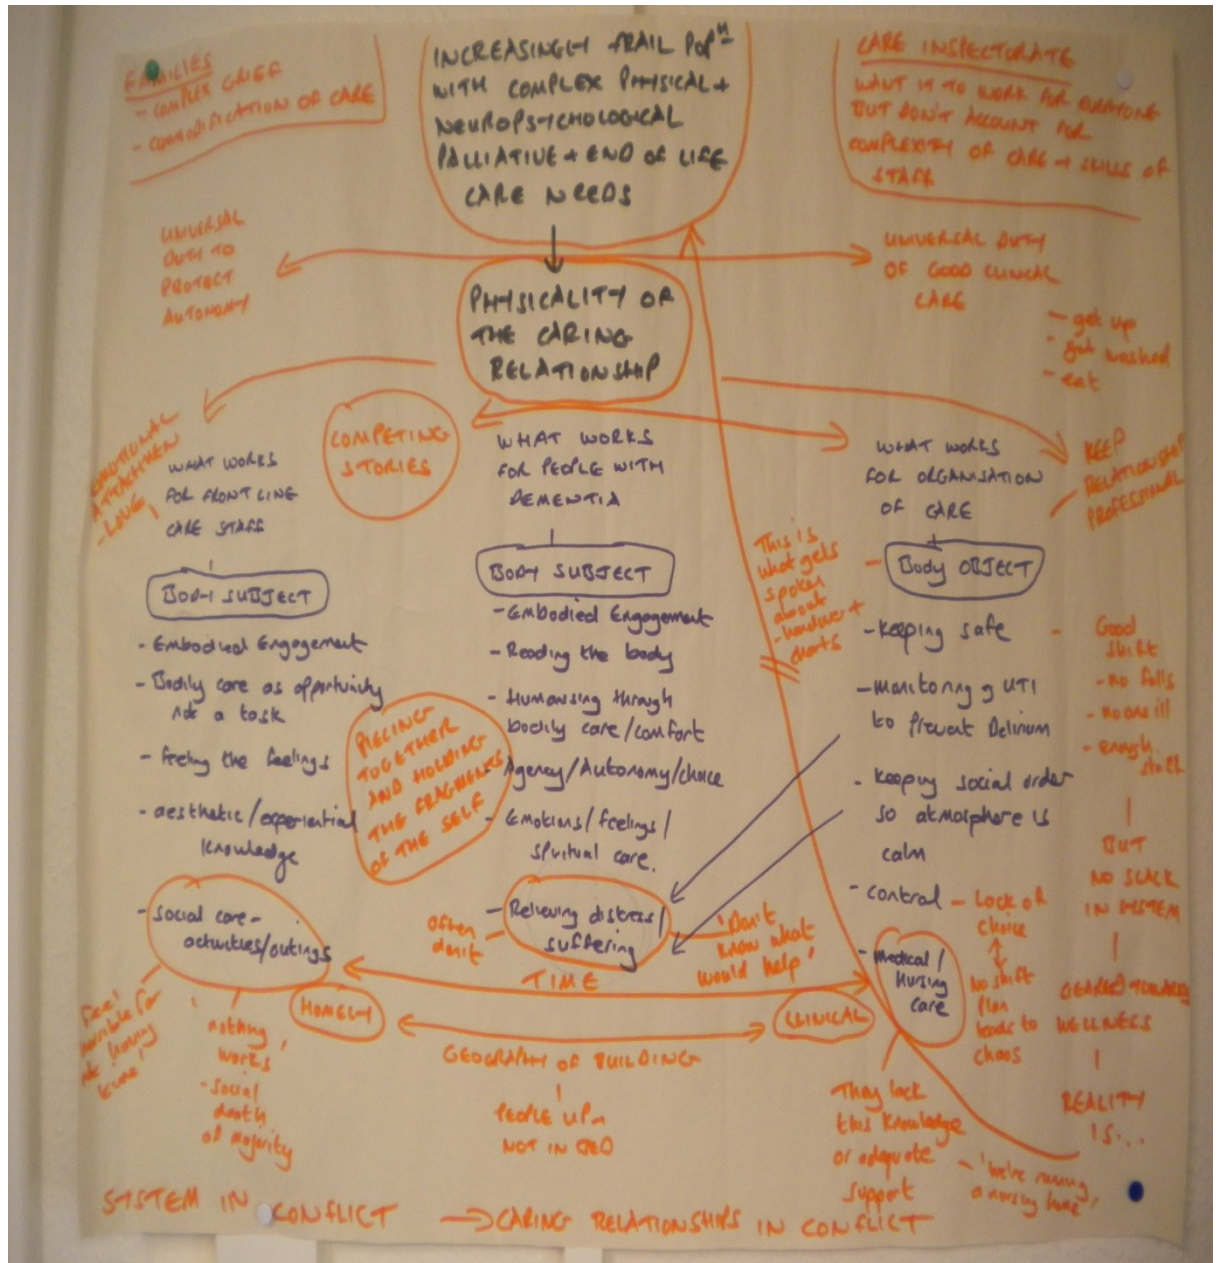 FAMILIES
- COMPLEX GRIEF
- COMMODIFICATION OF CARE
INCREASINGLY FRAIL POPN
WITH COMPLEX PHYSICAL +
NEUROPSYCHOLOGICAL
PALLIATIVE + END OF LIFE
CARE NEEDS
CARE INSPECTORATE
WANT IT TO WORK FOR EVERYONE
BUT DON'T ACCOUNT FOR
COMPLEXITY OF CARE + SKILLS OF
STAFF
UNIVERSAL
DUTY TO
PROTECT
AUTONOMY
UNIVERSAL DUTY
OF GOOD CLINICAL
CARE
- get up
- get washed
- eat
PHYSICALITY OF
THE CARING
RELATIONSHIP
EMOTIONAL
ATTACHMENT
- LOVE
COMPETING
STORIES
KEEP
RELATIONSHIP
PROFESSIONAL
WHAT WORKS
FOR FRONT LINE
CARE STAFF
BODY SUBJECT
- Embodied Engagement
- Bodily care as opportunity
not a task
- feeling the feelings
- aesthetic/experiential
knowledge
- Social care -
activities/outings
WHAT WORKS
FOR PEOPLE WITH
DEMENTIA
BODY SUBJECT
- Embodied Engagement
- Reading the body
- Humanising through
bodily care/comfort
- Agency/Autonomy/choice
- Emotions/feelings/
spiritual care.
- Relieving distress/
suffering
WHAT WORKS
FOR ORGANISATION
OF CARE
Body OBJECT
- Keeping safe
- monitoring g UTI
to prevent Delirium
- keeping social order
so atmosphere is
calm
- control
- Medical/
Nursing
care
This is
what gets
spoken
about
- handover +
charts
PIECING
TOGETHER
AND HOLDING
THE FRAGMENTS
OF THE SELF
- Good
shift
- no falls
- no one ill
- enough
staff
BUT
NO SLACK
IN SYSTEM
GEARED TOWARDS
WELLNESS
REALITY
IS...
- Lack of
choice
No shift
plan
leads to
chaos
often
don't
'Don't
know what
would help'
TIME
HOMELY
CLINICAL
GEOGRAPHY OF BUILDING
PEOPLE UP
NOT IN BED
'feel
horrible for
not having
time'
'nothing
works'
- social
death
of majority
They lack
this knowledge
or adequate
support
- 'we're running
a nursing home'
SYSTEM IN CONFLICT → CARING RELATIONSHIPS IN CONFLICT